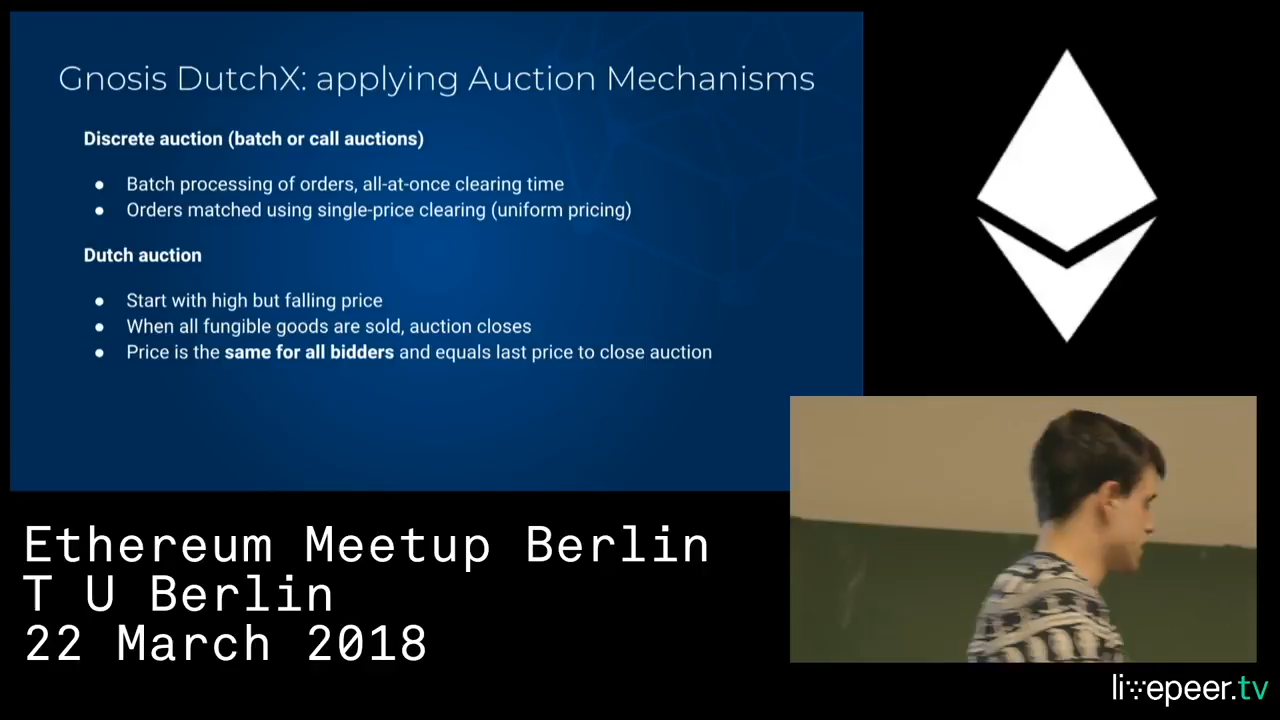 Gnosis DutchX: applying Auction Mechanisms
Discrete auction (batch or call auctions)
● Batch processing of orders, all-at-once clearing time
● Orders matched using single-price clearing (uniform pricing)
Dutch auction
● Start with high but falling price
● When all fungible goods are sold, auction closes
● Price is the same for all bidders and equals last price to close auction
Ethereum Meetup Berlin
T U Berlin
22 March 2018
livepeer.tv